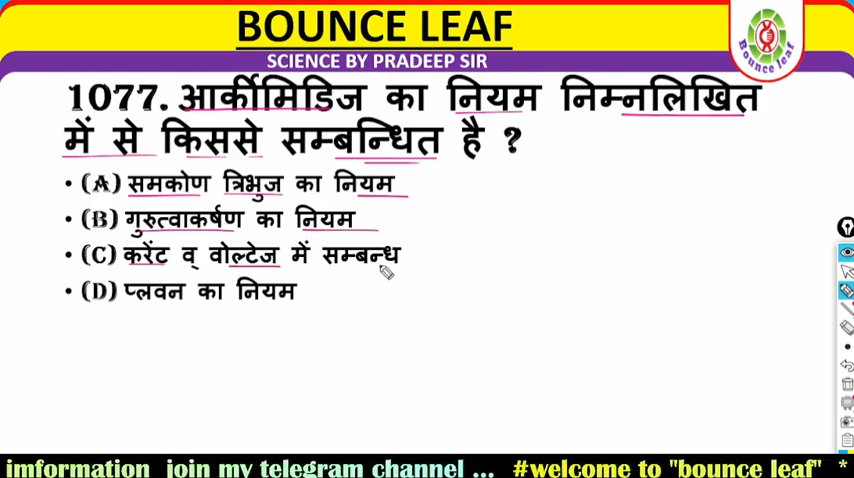 BOUNCE LEAF
SCIENCE BY PRADEEP SIR
Bounce leaf
1077. आर्कीमिडिज का नियम निम्नलिखित
में से किससे सम्बन्धित है ?
• (A) समकोण त्रिभुज का नियम
• (B) गुरुत्वाकर्षण का नियम
• (C) करेंट व् वोल्टेज में सम्बन्ध
• (D) प्लवन का नियम
imformation join my telegram channel ... #welcome to "bounce leaf" *